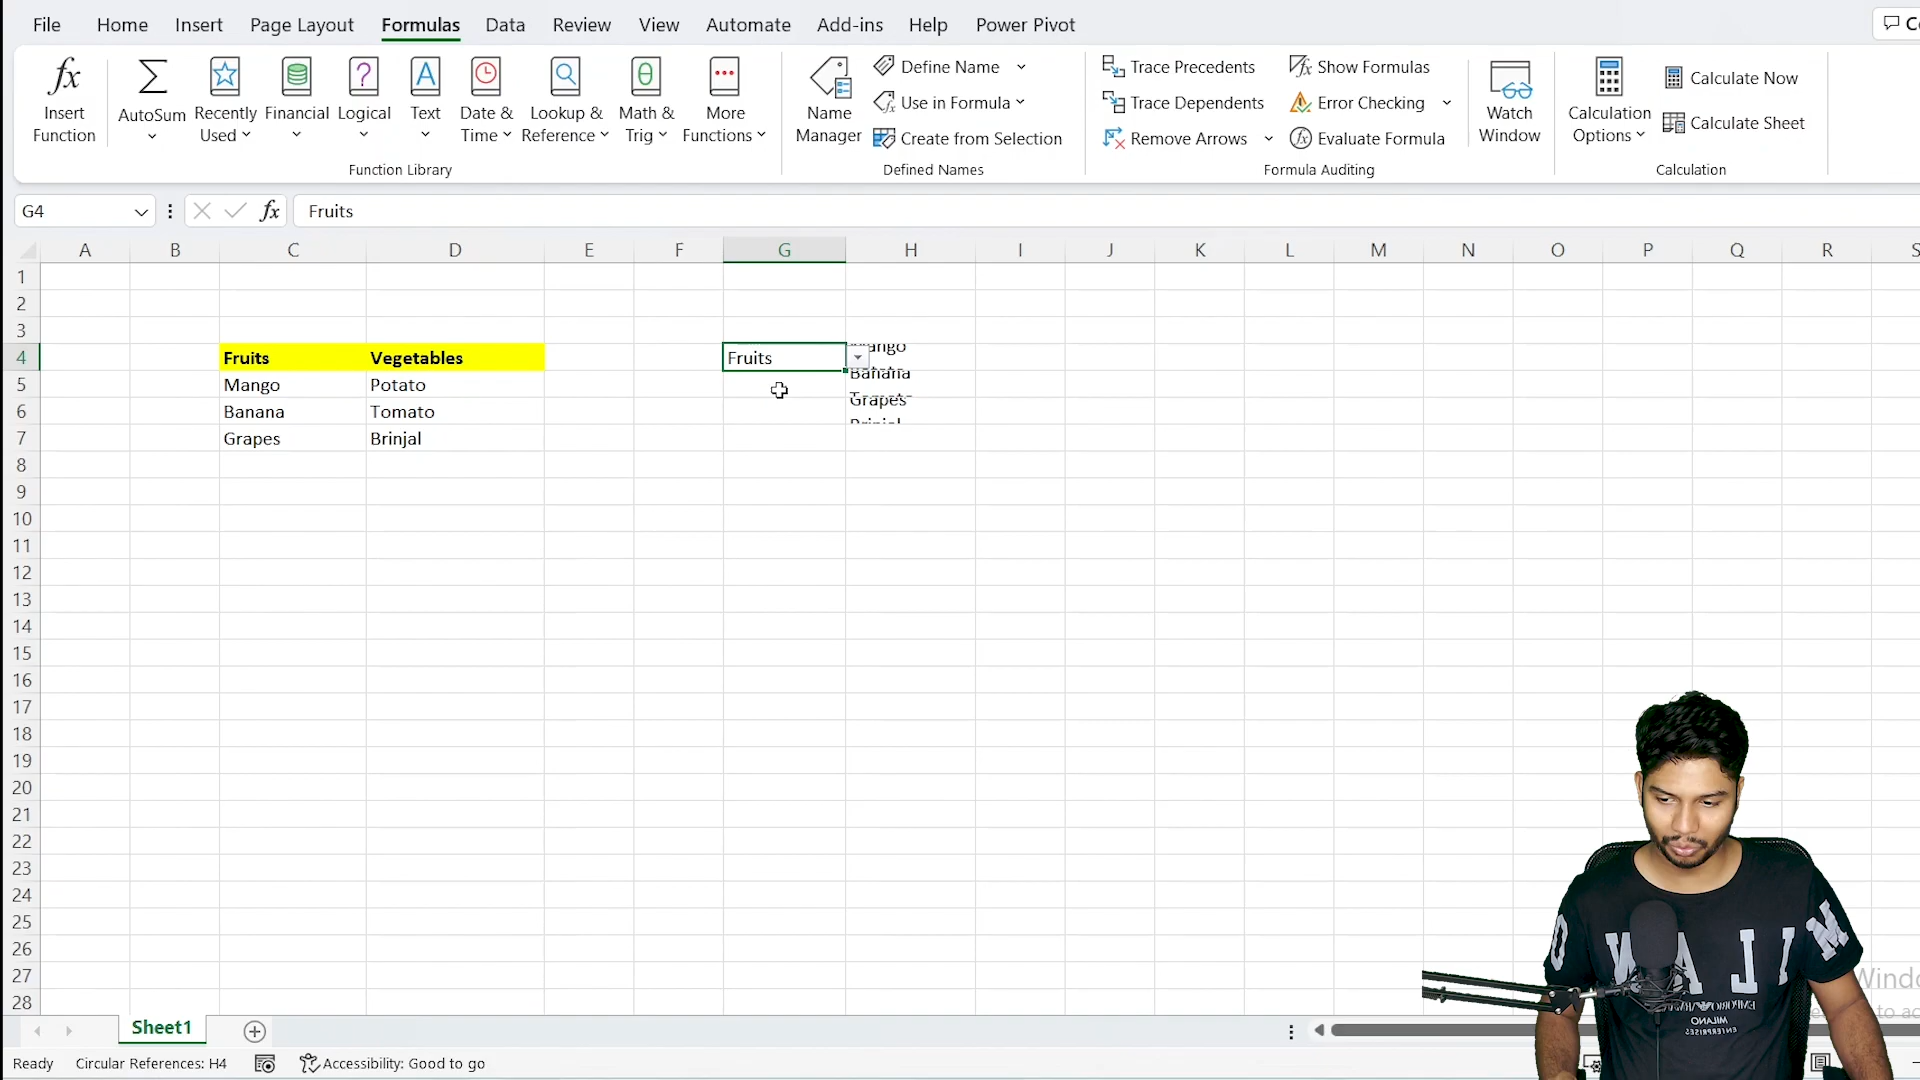 File Home Insert Page Layout Formulas Data Review View Automate Add-ins Help Power Pivot
Insert Function
AutoSum
Recently Used
Financial
Logical
Text
Date & Time
Lookup & Reference
Math & Trig
More Functions
Function Library
Name Manager
Define Name
Use in Formula
Create from Selection
Defined Names
Trace Precedents
Trace Dependents
Remove Arrows
Show Formulas
Error Checking
Evaluate Formula
Formula Auditing
Watch Window
Calculation Options
Calculate Now
Calculate Sheet
Calculation
G4 fx Fruits
A B C D E F G H I J K L M N O P Q R S
1
2
3
4 Fruits Vegetables Fruits
5 Mango Potato Banana
6 Banana Tomato Grapes
7 Grapes Brinjal
8
9
10
11
12
13
14
15
16
17
18
19
20
21
22
23
24
25
26
27
28
Sheet1
Ready Circular References: H4 Accessibility: Good to go